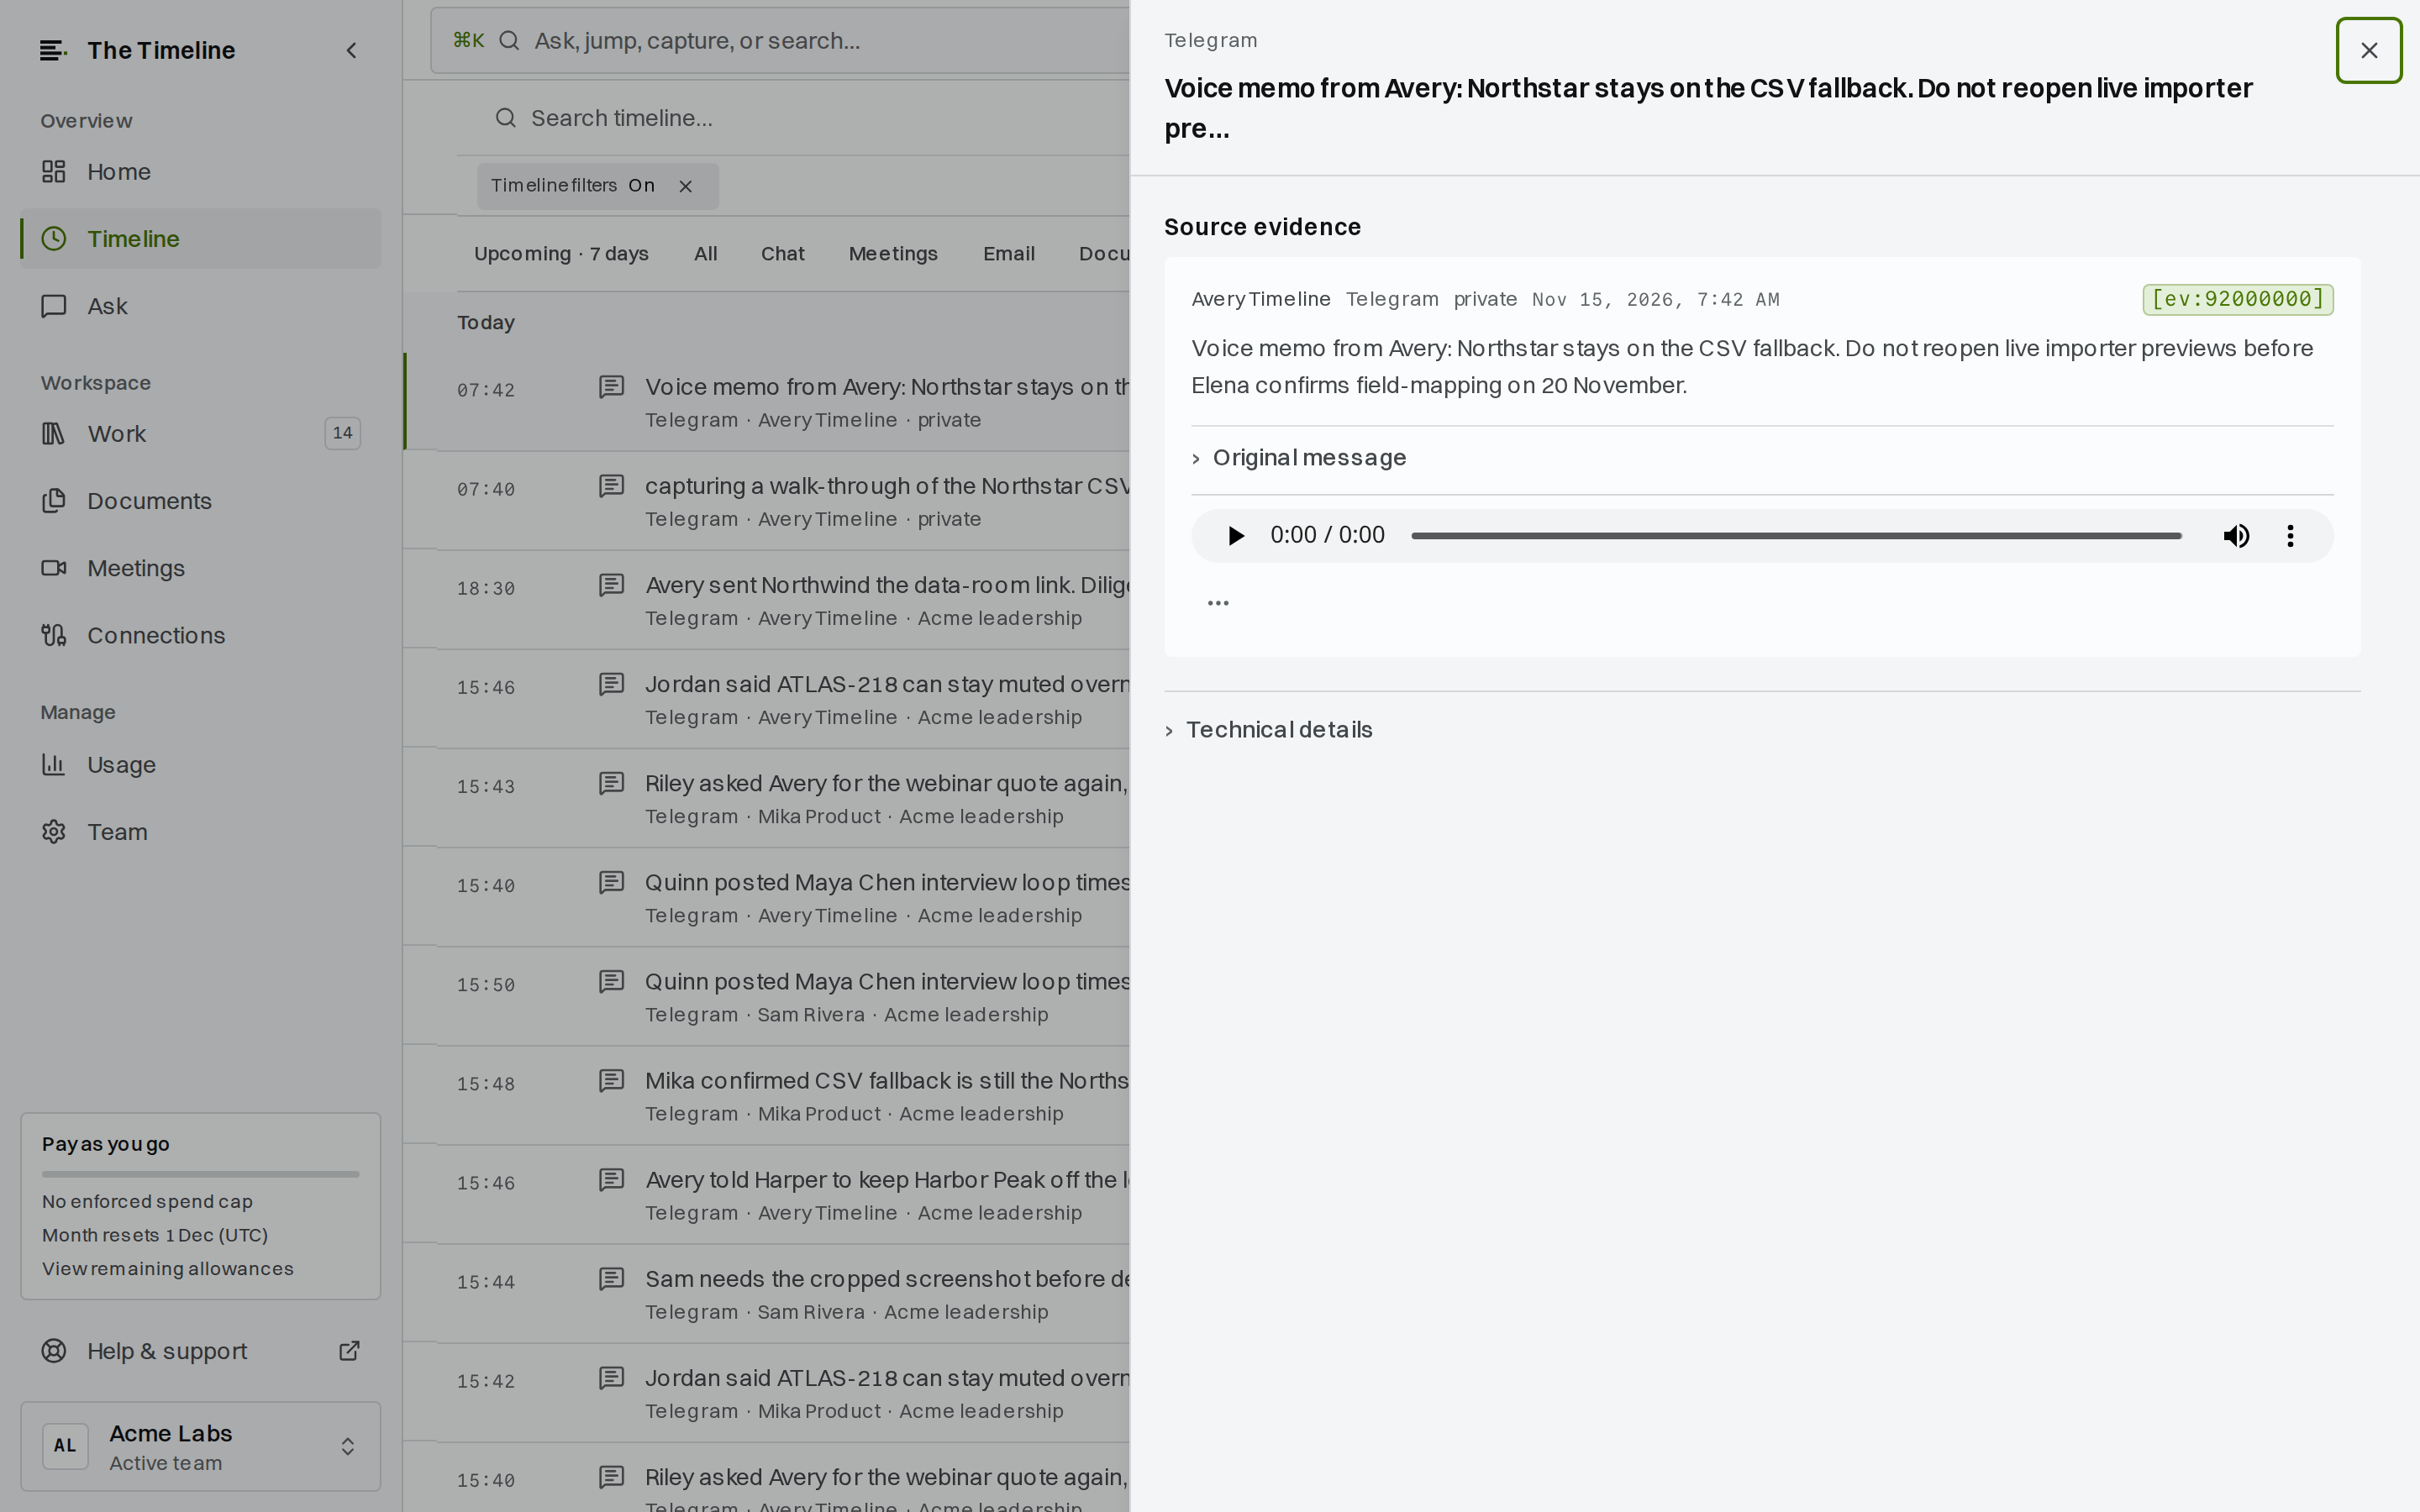 The Timeline
Overview
Home
Timeline
Ask
Workspace
Work 14
Documents
Meetings
Connections
Manage
Usage
Team
Pay as you go
No enforced spend cap
Month resets 1 Dec (UTC)
View remaining allowances
Help & support
AL
Acme Labs
Active team
⌘K Ask, jump, capture, or search...
Search timeline...
Timeline filters On
Upcoming · 7 days All Chat Meetings Email Docu
Today
07:42 Voice memo from Avery: Northstar stays on th
Telegram · Avery Timeline · private
07:40 capturing a walk-through of the Northstar CSV
Telegram · Avery Timeline · private
18:30 Avery sent Northwind the data-room link. Dilige
Telegram · Avery Timeline · Acme leadership
15:46 Jordan said ATLAS-218 can stay muted overn
Telegram · Avery Timeline · Acme leadership
15:43 Riley asked Avery for the webinar quote again,
Telegram · Mika Product · Acme leadership
15:40 Quinn posted Maya Chen interview loop times
Telegram · Avery Timeline · Acme leadership
15:50 Quinn posted Maya Chen interview loop times
Telegram · Sam Rivera · Acme leadership
15:48 Mika confirmed CSV fallback is still the Norths
Telegram · Mika Product · Acme leadership
15:46 Avery told Harper to keep Harbor Peak off the l
Telegram · Avery Timeline · Acme leadership
15:44 Sam needs the cropped screenshot before de
Telegram · Sam Rivera · Acme leadership
15:42 Jordan said ATLAS-218 can stay muted overn
Telegram · Mika Product · Acme leadership
15:40 Riley asked Avery for the webinar quote again,
Telegram · Avery Timeline · Acme leadership
Telegram
Voice memo from Avery: Northstar stays on the CSV fallback. Do not reopen live importer
pre...
Source evidence
Avery Timeline Telegram private Nov 15, 2026, 7:42 AM [ev:92000000]
Voice memo from Avery: Northstar stays on the CSV fallback. Do not reopen live importer previews before
Elena confirms field-mapping on 20 November.
Original message
0:00 / 0:00
...
Technical details